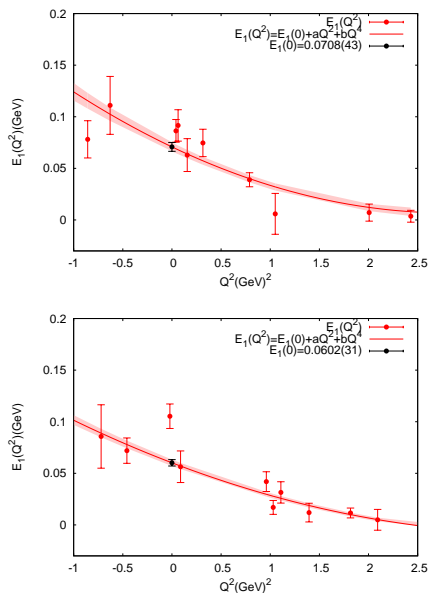 E₁(Q²)
E₁(Q²)=E₁(0)+aQ²+bQ⁴
E₁(0)=0.0708(43)
0.2
0.15
0.1
0.05
0
E₁(Q²)(GeV)
-1 -0.5 0 0.5 1 1.5 2 2.5
Q²(GeV)²
E₁(Q²)
E₁(Q²)=E₁(0)+aQ²+bQ⁴
E₁(0)=0.0602(31)
0.2
0.15
0.1
0.05
0
E₁(Q²)(GeV)
-1 -0.5 0 0.5 1 1.5 2 2.5
Q²(GeV)²